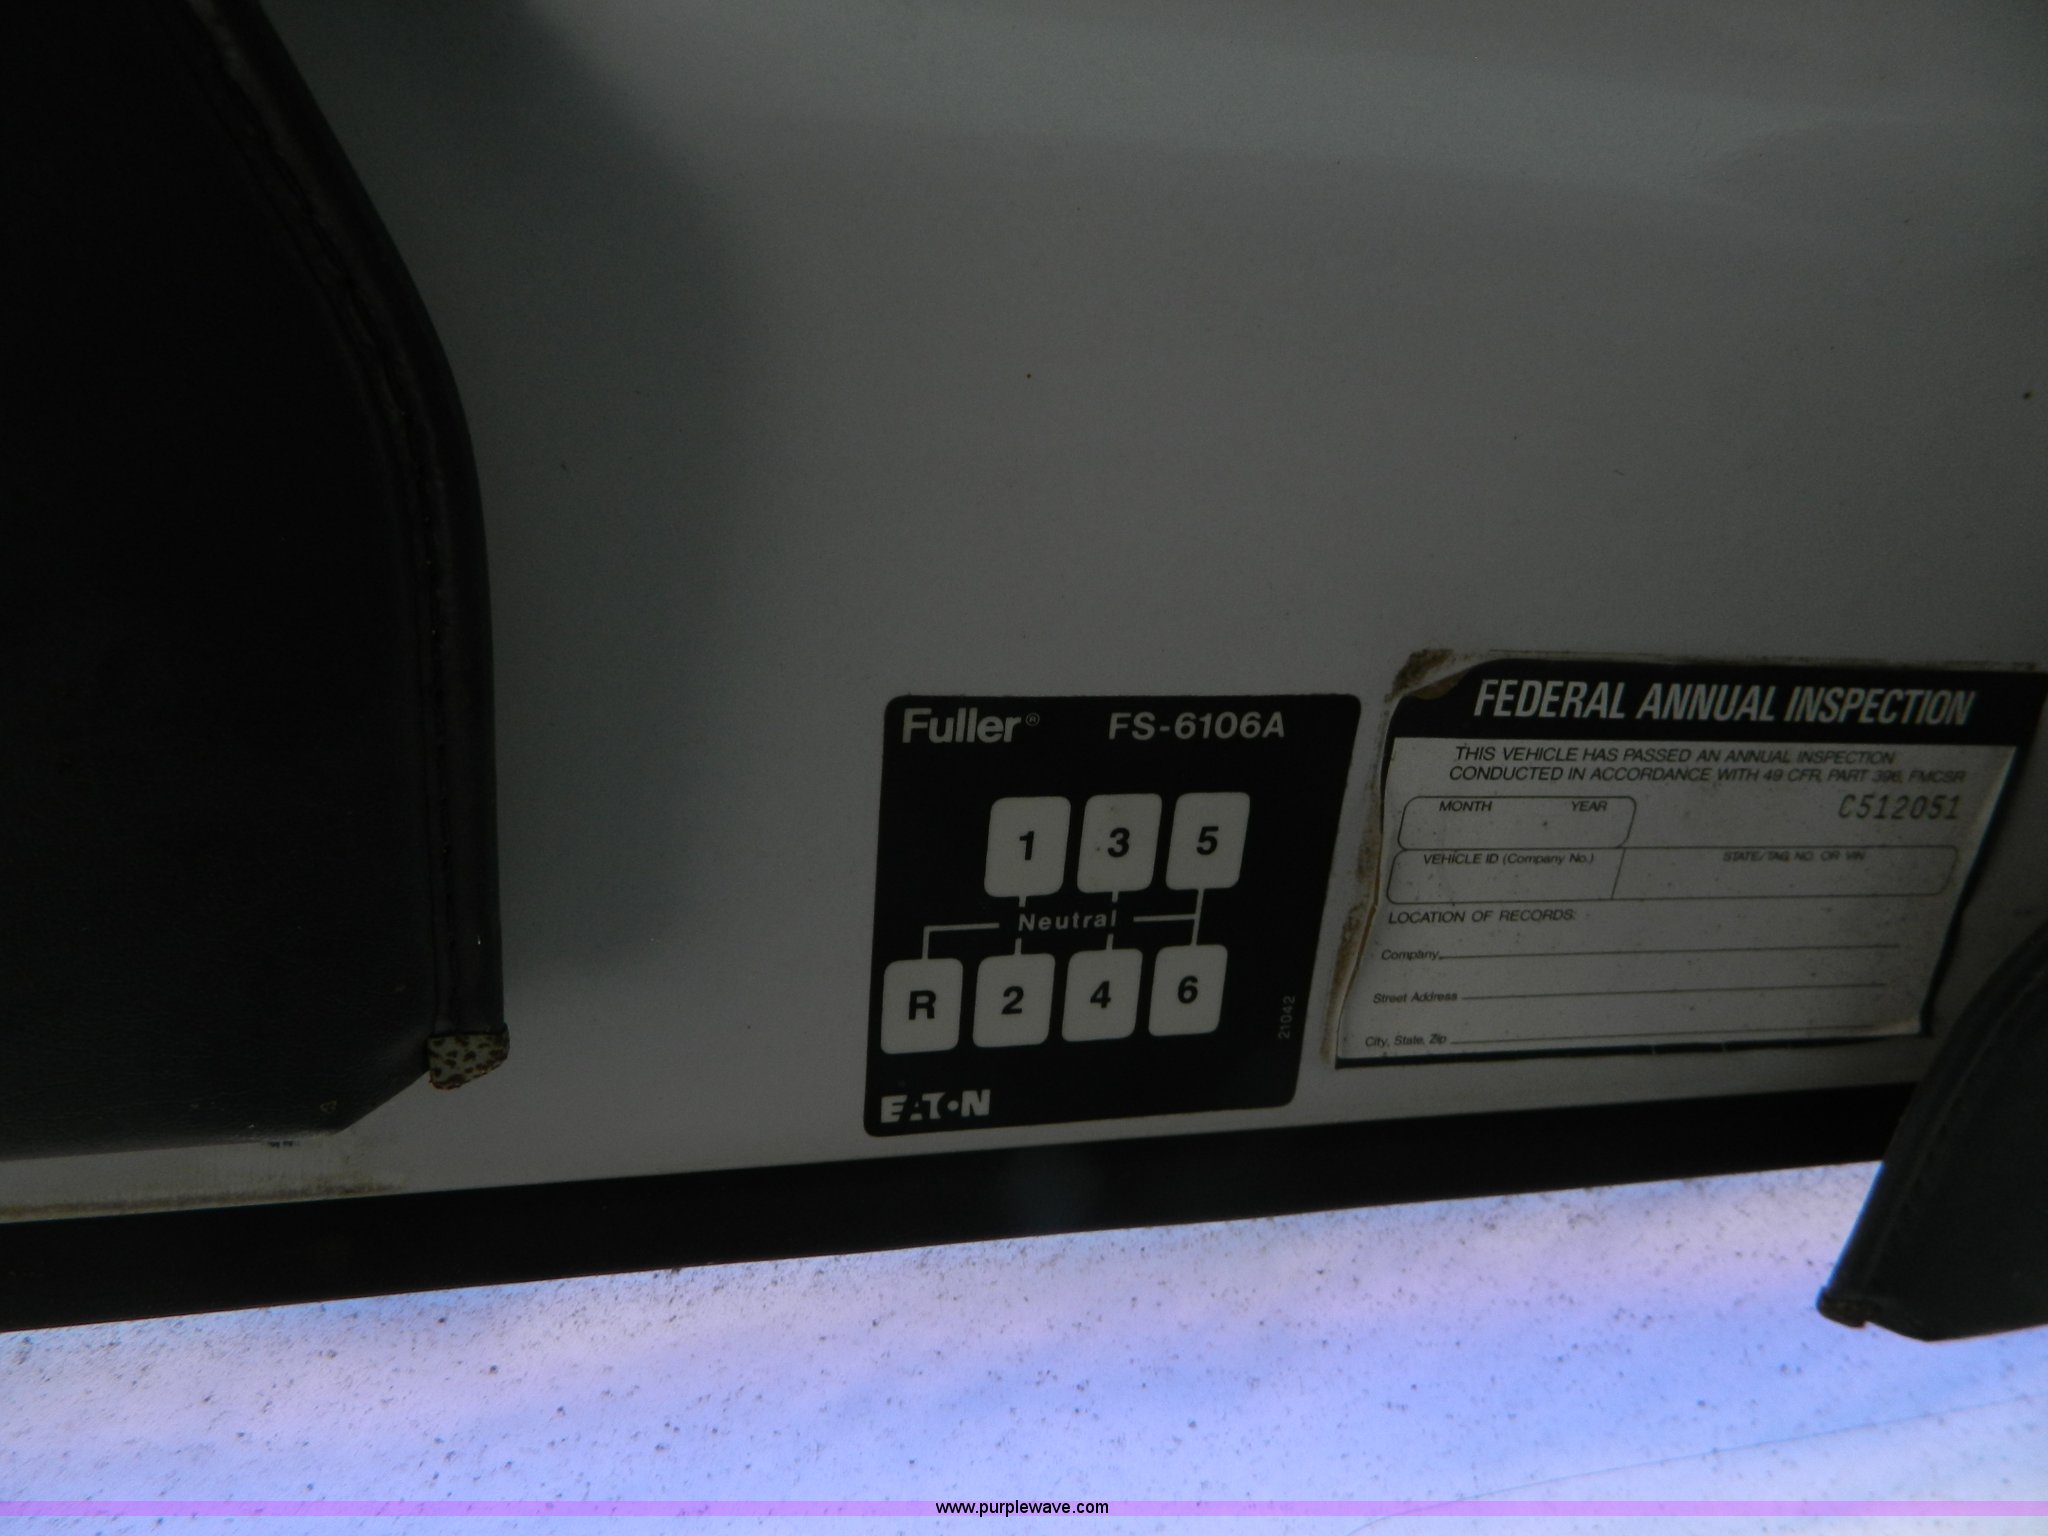 Fuller® FS-6106A
1 3 5
Neutral
R 2 4 6
21042
EATON
FEDERAL ANNUAL INSPECTION
THIS VEHICLE HAS PASSED AN ANNUAL INSPECTION
CONDUCTED IN ACCORDANCE WITH 49 CFR, PART 396, FMCSR
MONTH YEAR C512051
VEHICLE ID (Company No.) STATE/TAG NO. OR VIN
LOCATION OF RECORDS:
Company
Street Address
City, State, Zip
www.purplewave.com